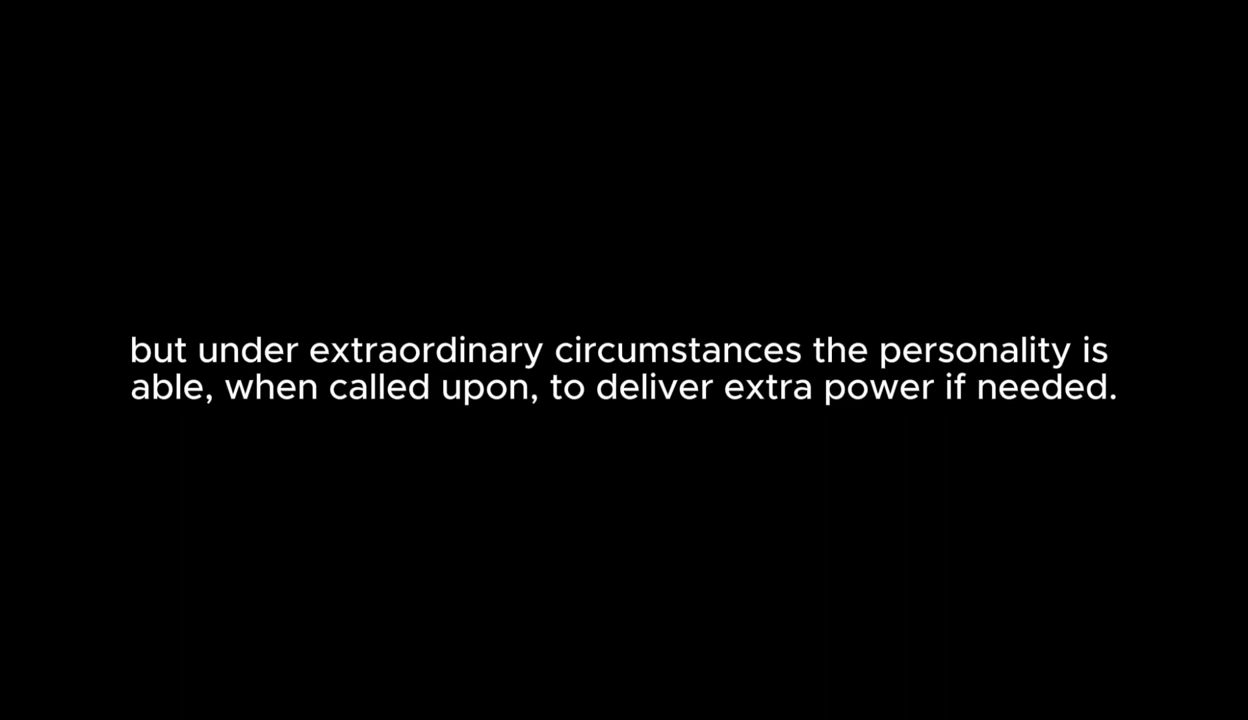 but under extraordinary circumstances the personality is
able, when called upon, to deliver extra power if needed.